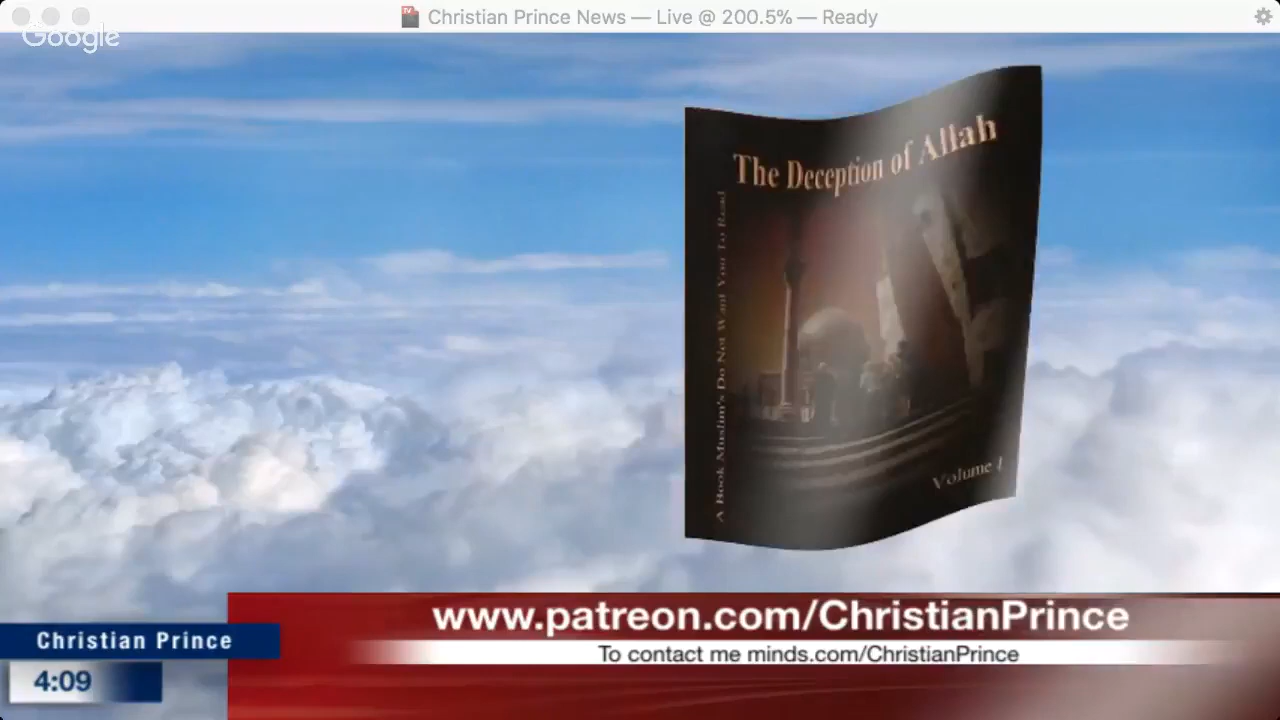 Christian Prince News — Live @ 200.5% — Ready
Google
The Deception of Allah
A Book Muslim's Do Not Want You To Read
Volume 1
www.patreon.com/ChristianPrince
To contact me minds.com/ChristianPrince
Christian Prince
4:09